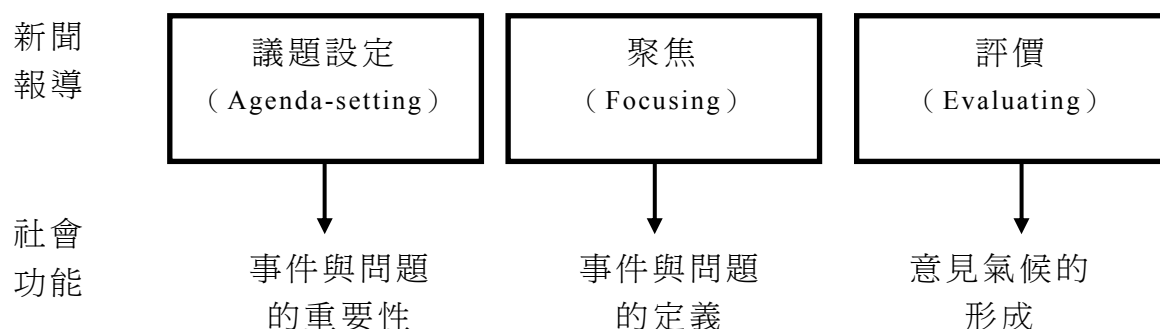 新聞
報導
議題設定
（Agenda-setting）
聚焦
（Focusing）
評價
（Evaluating）
社會
功能
事件與問題
的重要性
事件與問題
的定義
意見氣候的
形成